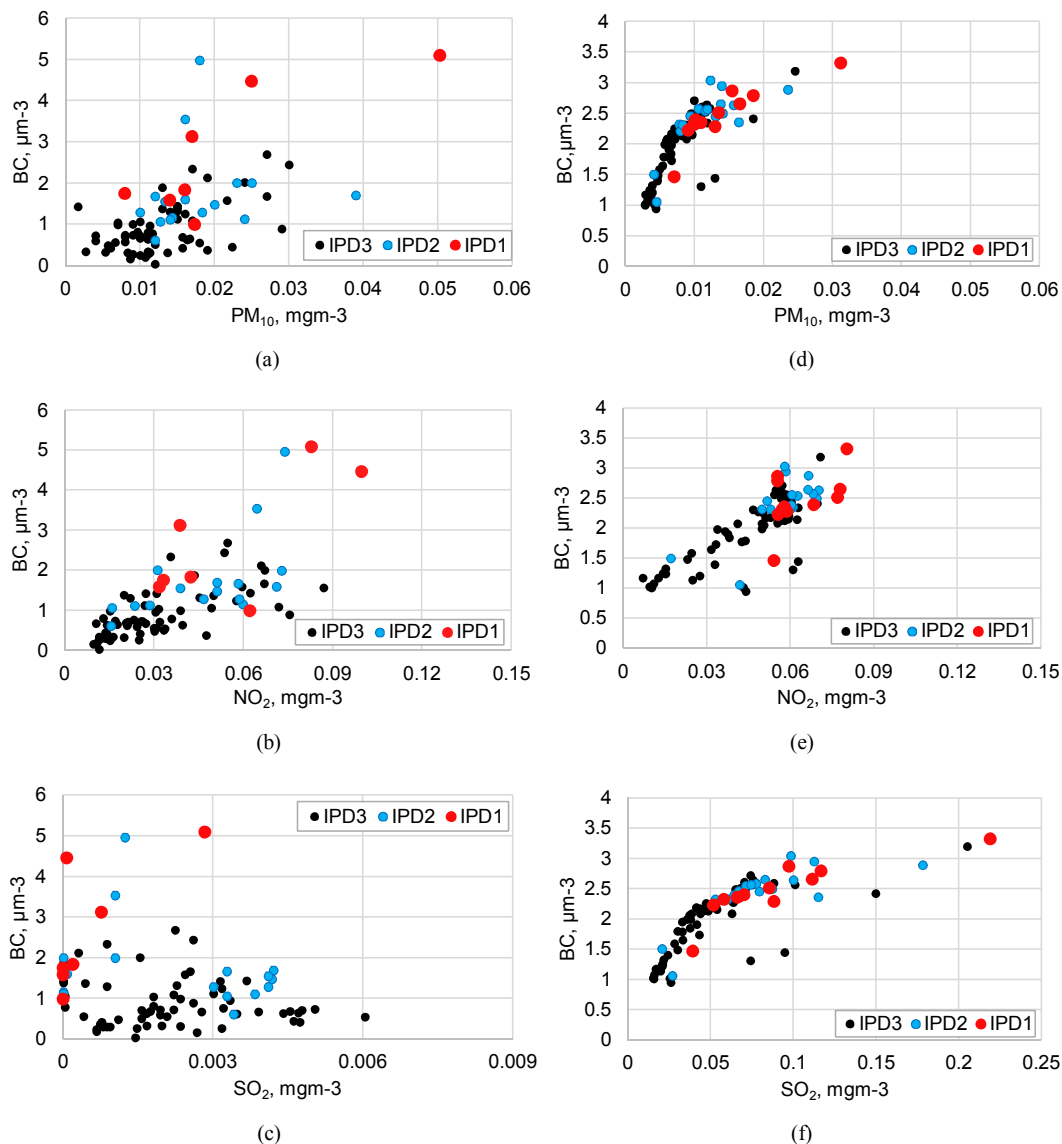 6
5
4
3
2
1
0
BC, µm-3
0 0.01 0.02 0.03 0.04 0.05 0.06
PM10, mgm-3
IPD3 IPD2 IPD1
(a)
4
3.5
3
2.5
2
1.5
1
0.5
0
BC,µm-3
0 0.01 0.02 0.03 0.04 0.05 0.06
PM10, mgm-3
IPD3 IPD2 IPD1
(d)
6
5
4
3
2
1
0
BC, µm-3
0 0.03 0.06 0.09 0.12 0.15
NO2, mgm-3
IPD3 IPD2 IPD1
(b)
4
3.5
3
2.5
2
1.5
1
0.5
0
BC, µm-3
0 0.03 0.06 0.09 0.12 0.15
NO2, mgm-3
IPD3 IPD2 IPD1
(e)
6
5
4
3
2
1
0
BC, µm-3
0 0.003 0.006 0.009
SO2, mgm-3
IPD3 IPD2 IPD1
(c)
4
3.5
3
2.5
2
1.5
1
0.5
0
BC, µm-3
0 0.05 0.1 0.15 0.2 0.25
SO2, mgm-3
IPD3 IPD2 IPD1
(f)